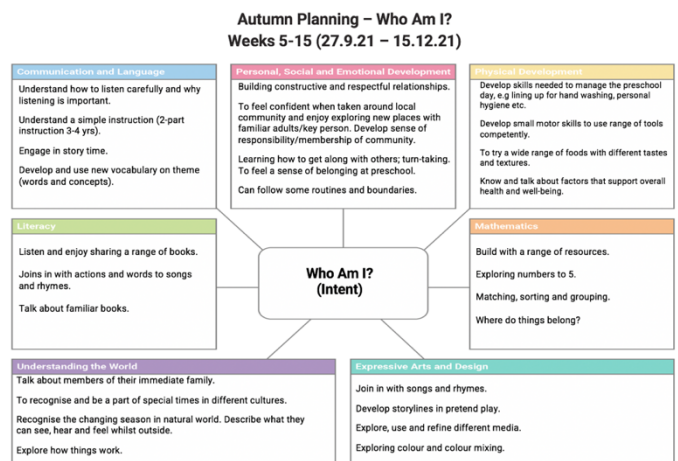 Autumn Planning – Who Am I?
Weeks 5-15 (27.9.21 – 15.12.21)
Communication and Language
Understand how to listen carefully and why
listening is important.
Understand a simple instruction (2-part
instruction 3-4 yrs).
Engage in story time.
Develop and use new vocabulary on theme
(words and concepts).
Personal, Social and Emotional Development
Building constructive and respectful relationships.
To feel confident when taken around local
community and enjoy exploring new places with
familiar adults/key person. Develop sense of
responsibility/membership of community.
Learning how to get along with others; turn-taking.
To feel a sense of belonging at preschool.
Can follow some routines and boundaries.
Physical Development
Develop skills needed to manage the preschool
day, e.g lining up for hand washing, personal
hygiene etc.
Develop small motor skills to use range of tools
competently.
To try a wide range of foods with different tastes
and textures.
Know and talk about factors that support overall
health and well-being.
Literacy
Listen and enjoy sharing a range of books.
Joins in with actions and words to songs
and rhymes.
Talk about familiar books.
Who Am I?
(Intent)
Mathematics
Build with a range of resources.
Exploring numbers to 5.
Matching, sorting and grouping.
Where do things belong?
Understanding the World
Talk about members of their immediate family.
To recognise and be a part of special times in different cultures.
Recognise the changing season in natural world. Describe what they
can see, hear and feel whilst outside.
Explore how things work.
Expressive Arts and Design
Join in with songs and rhymes.
Develop storylines in pretend play.
Explore, use and refine different media.
Exploring colour and colour mixing.